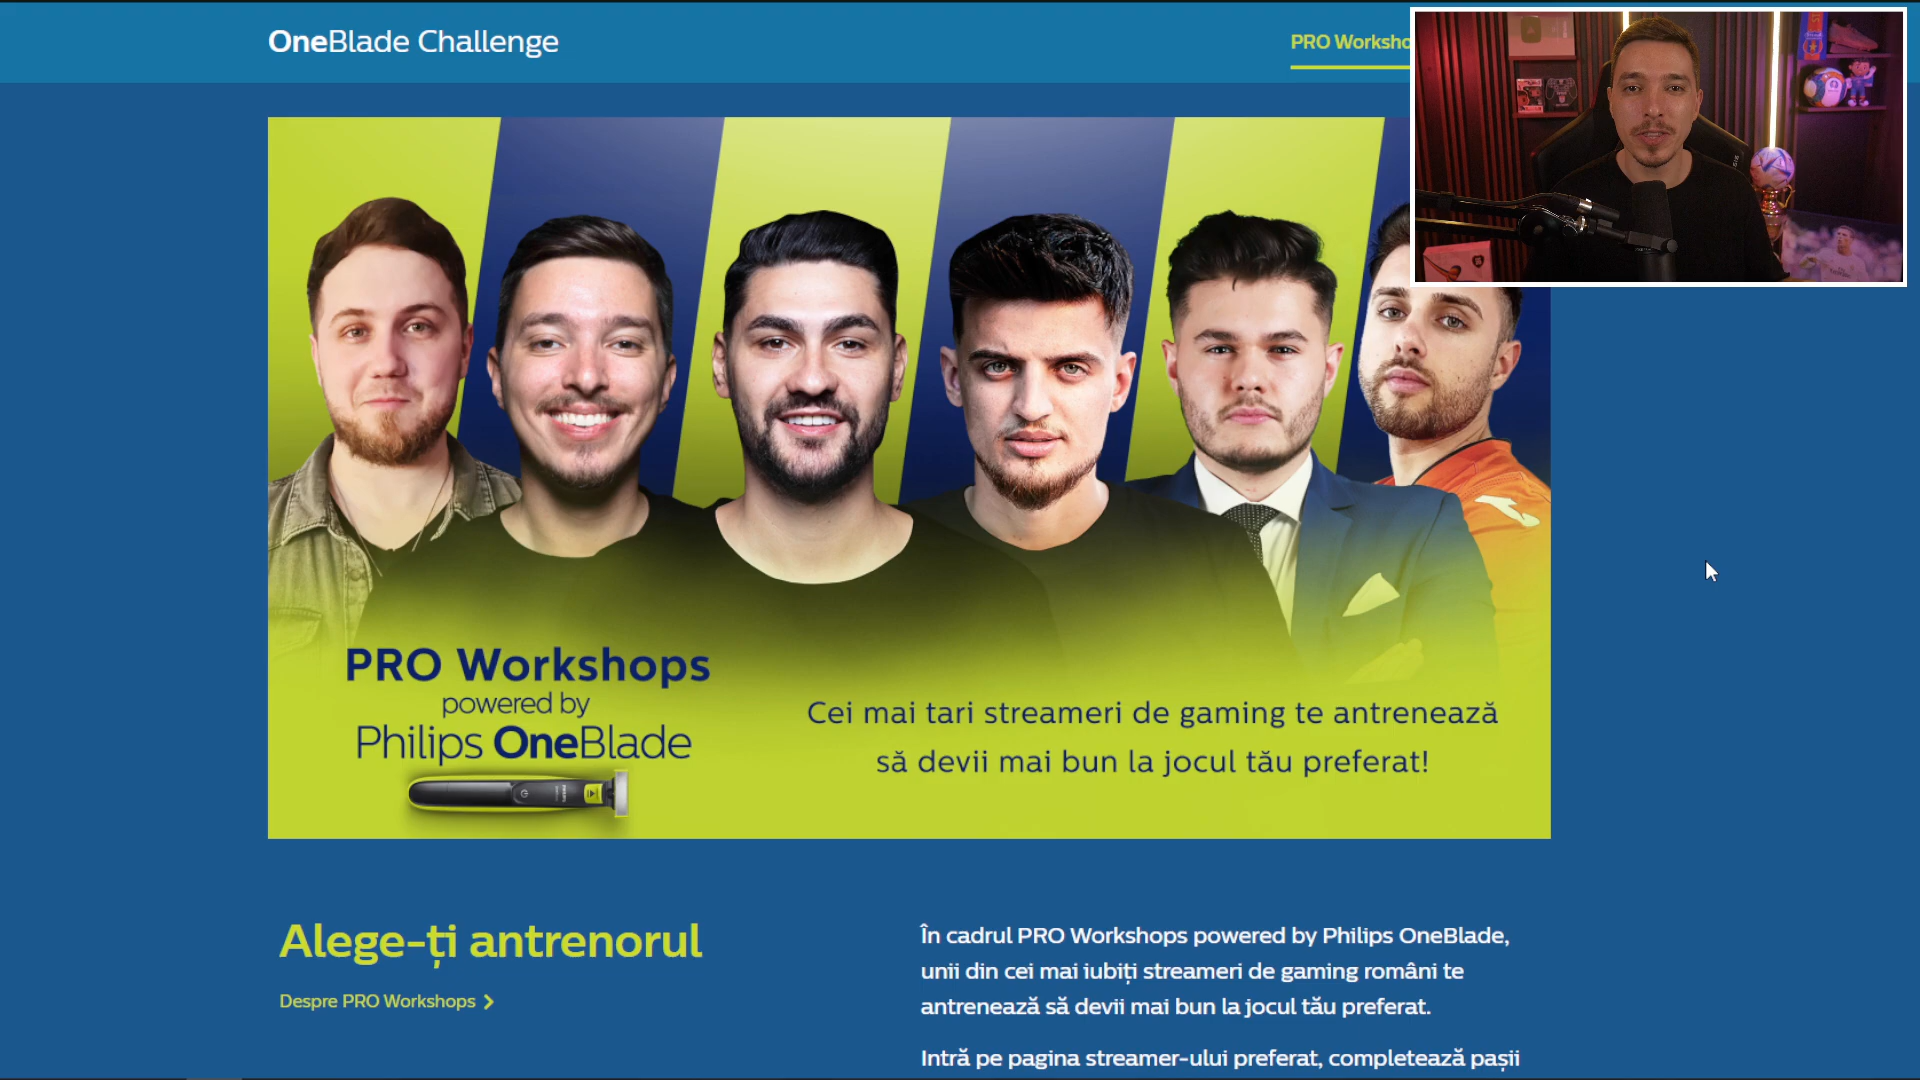 OneBlade Challenge
PRO Worksho
PRO Workshops
powered by
Philips OneBlade
Cei mai tari streameri de gaming te antrenează
să devii mai bun la jocul tău preferat!
Alege-ți antrenorul
Despre PRO Workshops
În cadrul PRO Workshops powered by Philips OneBlade,
unii din cei mai iubiți streameri de gaming români te
antrenează să devii mai bun la jocul tău preferat.
Intră pe pagina streamer-ului preferat, completează pașii